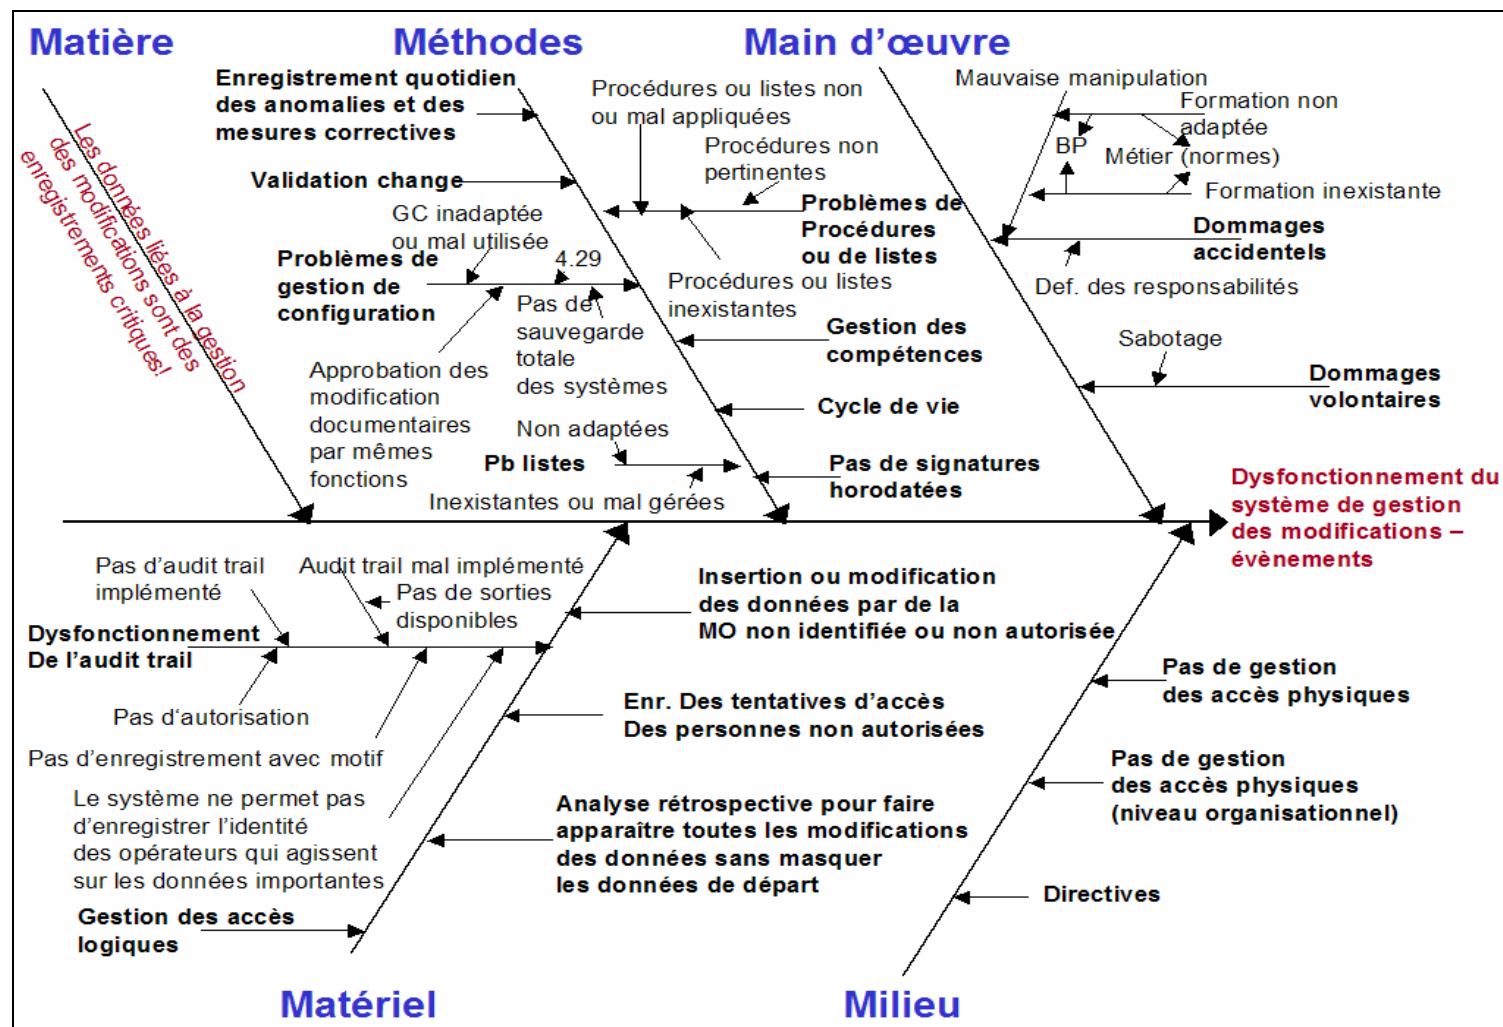 Matière
Méthodes
Main d’œuvre
Les données liées à la gestion
des modifications sont des
enregistrements critiques!
Enregistrement quotidien
des anomalies et des
mesures correctives
Validation change
GC inadaptée
ou mal utilisée
Problèmes de
gestion de
configuration
4.29
Pas de
sauvegarde
totale
des systèmes
Approbation des
modification
documentaires
par mêmes
fonctions
Non adaptées
Pb listes
Inexistantes ou mal gérées
Procédures ou listes non
ou mal appliquées
Procédures non
pertinentes
Problèmes de
Procédures
ou de listes
Procédures ou listes
inexistantes
Gestion des
compétences
Cycle de vie
Pas de signatures
horodatées
Mauvaise manipulation
Formation non
adaptée
BP
Métier (normes)
Formation inexistante
Dommages
accidentels
Def. des responsabilités
Sabotage
Dommages
volontaires
Dysfonctionnement du
système de gestion
des modifications –
évènements
Pas d’audit trail
implémenté
Audit trail mal implémenté
Pas de sorties
disponibles
Dysfonctionnement
De l’audit trail
Pas d‘autorisation
Pas d’enregistrement avec motif
Le système ne permet pas
d’enregistrer l’identité
des opérateurs qui agissent
sur les données importantes
Gestion des accès
logiques
Insertion ou modification
des données par de la
MO non identifiée ou non autorisée
Enr. Des tentatives d’accès
Des personnes non autorisées
Analyse rétrospective pour faire
apparaître toutes les modifications
des données sans masquer
les données de départ
Pas de gestion
des accès physiques
Pas de gestion
des accès physiques
(niveau organisationnel)
Directives
Matériel
Milieu